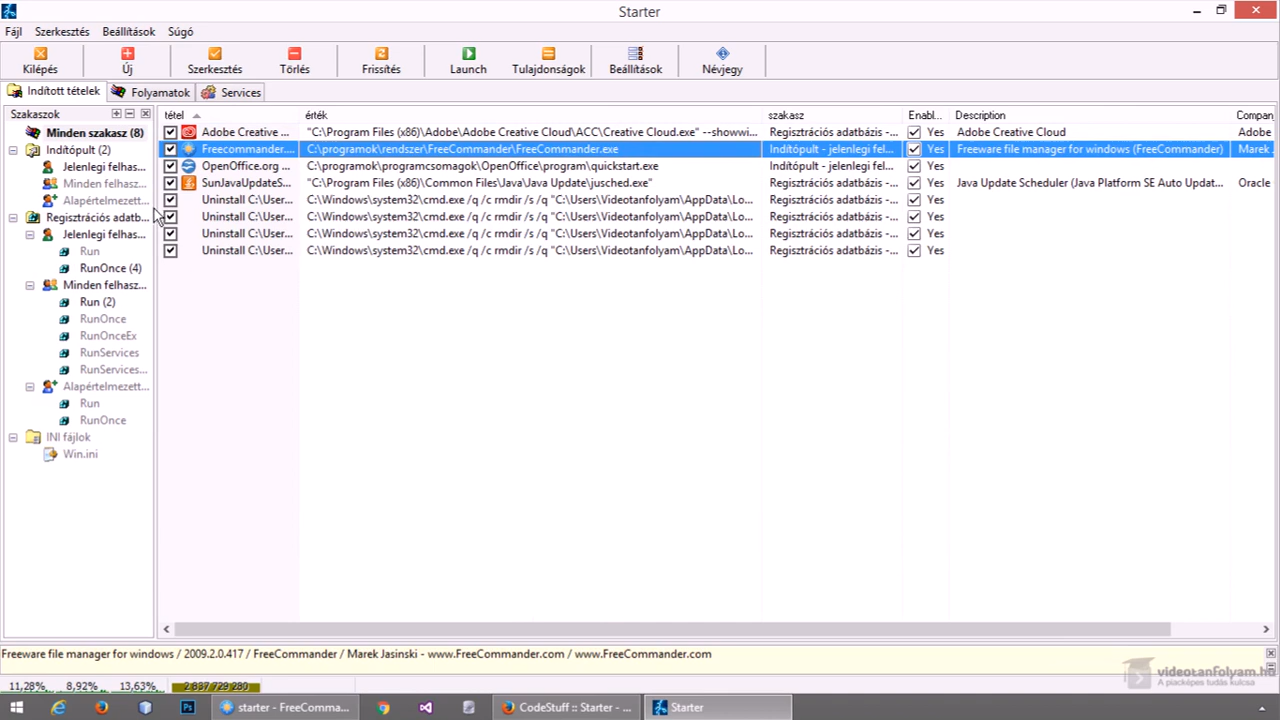 Starter
Fájl Szerkesztés Beállítások Súgó
Kilépés Új Szerkesztés Törlés Frissítés Launch Tulajdonságok Beállítások Névjegy
Indított tételek Folyamatok Services
Szakaszok
Minden szakasz (8)
Indítópult (2)
Jelenlegi felhas...
Minden felhasz...
Alapértelmezett...
Regisztrációs adatb...
Jelenlegi felhas...
Run
RunOnce (4)
Minden felhasz...
Run (2)
RunOnce
RunOnceEx
RunServices
RunServices...
Alapértelmezett...
Run
RunOnce
INI fájlok
Win.ini
tétel érték szakasz Enabl... Description Compan
Adobe Creative ... "C:\Program Files (x86)\Adobe\Adobe Creative Cloud\ACC\Creative Cloud.exe" --showwi... Regisztrációs adatbázis -... Yes Adobe Creative Cloud Adobe
Freecommander.... C:\programok\rendszer\FreeCommander\FreeCommander.exe Indítópult - jelenlegi fel... Yes Freeware file manager for windows (FreeCommander) Marek
OpenOffice.org ... C:\programok\programcsomagok\OpenOffice\program\quickstart.exe Indítópult - jelenlegi fel... Yes
SunJavaUpdateS... "C:\Program Files (x86)\Common Files\Java\Java Update\jusched.exe" Regisztrációs adatbázis -... Yes Java Update Scheduler (Java Platform SE Auto Updat... Oracle
Uninstall C:\User... C:\Windows\system32\cmd.exe /q /c rmdir /s /q "C:\Users\Videotanfolyam\AppData\Lo... Regisztrációs adatbázis -... Yes
Uninstall C:\User... C:\Windows\system32\cmd.exe /q /c rmdir /s /q "C:\Users\Videotanfolyam\AppData\Lo... Regisztrációs adatbázis -... Yes
Uninstall C:\User... C:\Windows\system32\cmd.exe /q /c rmdir /s /q "C:\Users\Videotanfolyam\AppData\Lo... Regisztrációs adatbázis -... Yes
Uninstall C:\User... C:\Windows\system32\cmd.exe /q /c rmdir /s /q "C:\Users\Videotanfolyam\AppData\Lo... Regisztrációs adatbázis -... Yes
Freeware file manager for windows / 2009.2.0.417 / FreeCommander / Marek Jasinski - www.FreeCommander.com / www.FreeCommander.com
videotanfolyam.hu
A piacképes tudás kulcsa
11,28% 8,92% 13,63% 2 837 729 280
starter - FreeComma... CodeStuff :: Starter - ... Starter